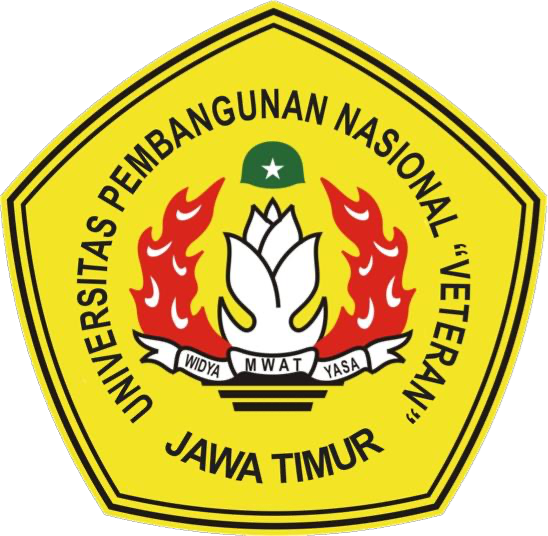 UNIVERSITAS PEMBANGUNAN NASIONAL “VETERAN”
WIDYA MWAT YASA
JAWA TIMUR